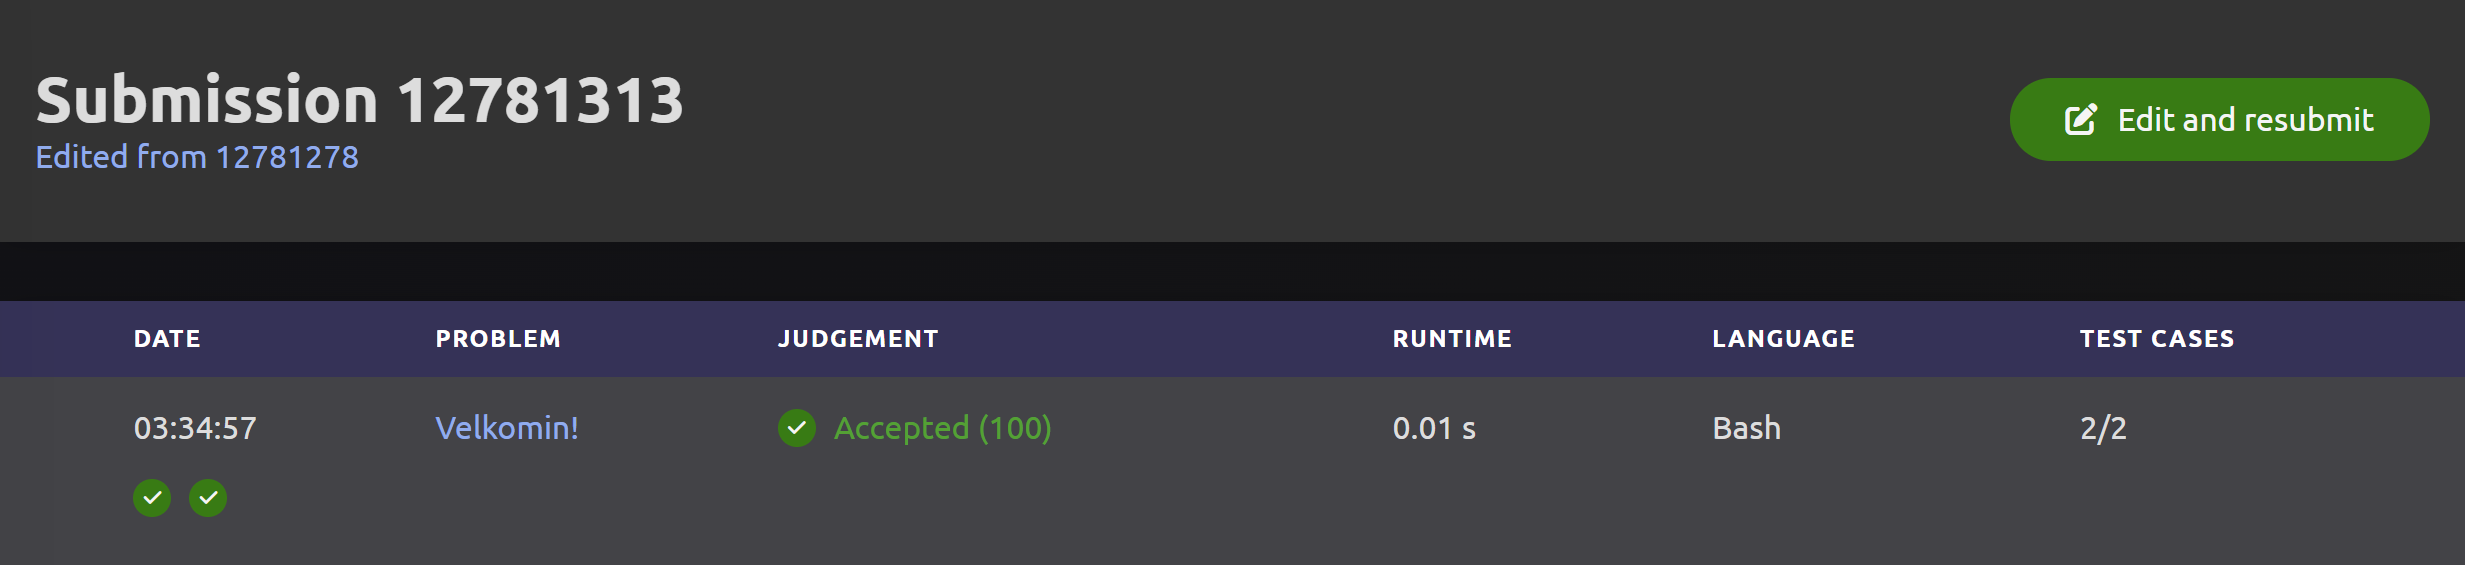 Submission 12781313
Edited from 12781278
Edit and resubmit
DATE PROBLEM JUDGEMENT RUNTIME LANGUAGE TEST CASES
03:34:57 Velkomin! Accepted (100) 0.01 s Bash 2/2